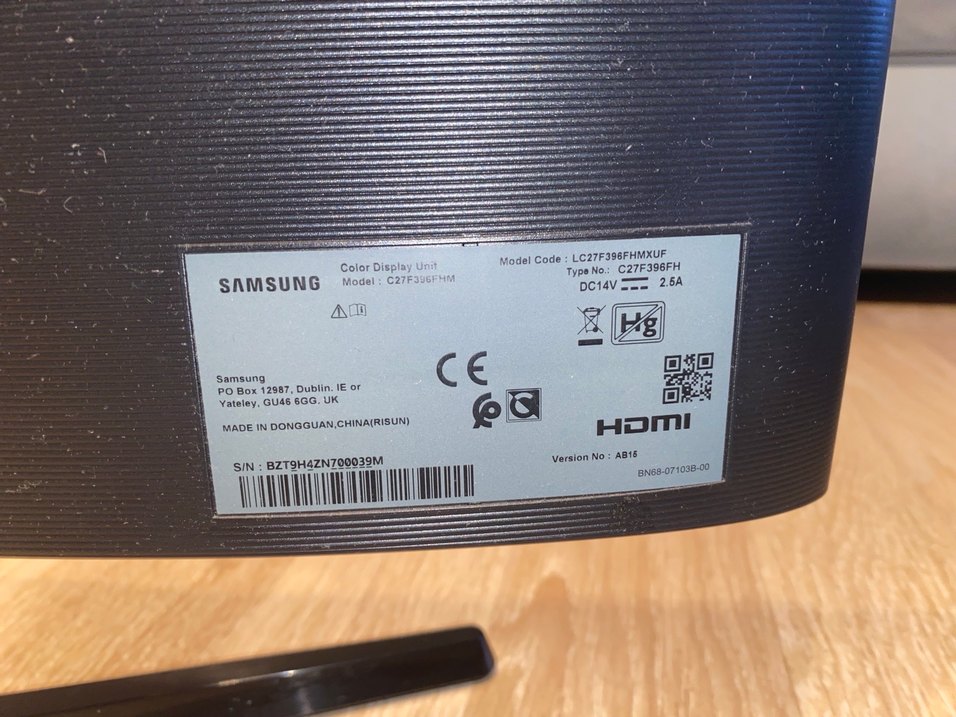 SAMSUNG
Color Display Unit
Model : C27F396FHM
Model Code : LC27F396FHMXUF
Type No.: C27F396FH
DC14V 2.5A
Hg
Samsung
PO Box 12987, Dublin. IE or
Yateley, GU46 6GG. UK
CE
MADE IN DONGGUAN,CHINA(RISUN)
HDMI
S/N : BZT9H4ZN700039M
Version No : AB15
BN68-07103B-00